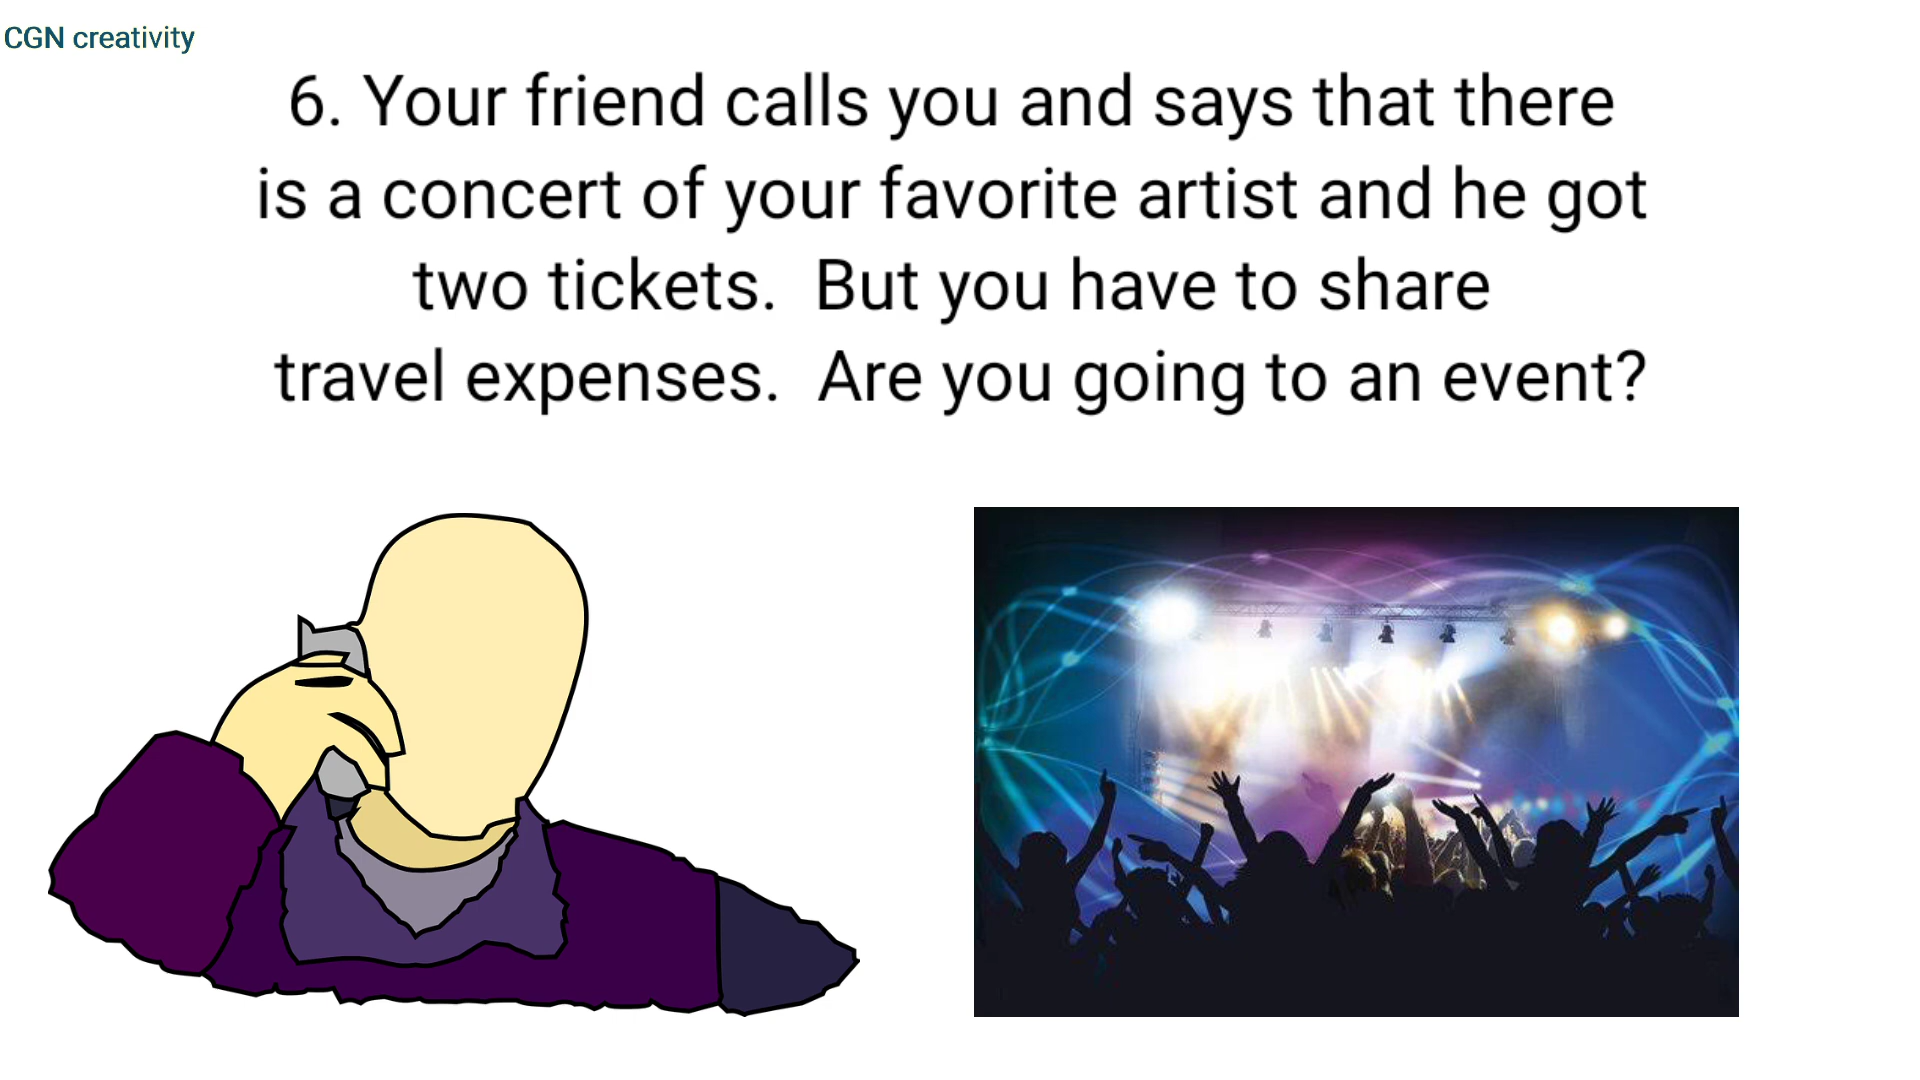 CGN creativity
6. Your friend calls you and says that there
is a concert of your favorite artist and he got
two tickets.  But you have to share
travel expenses.  Are you going to an event?